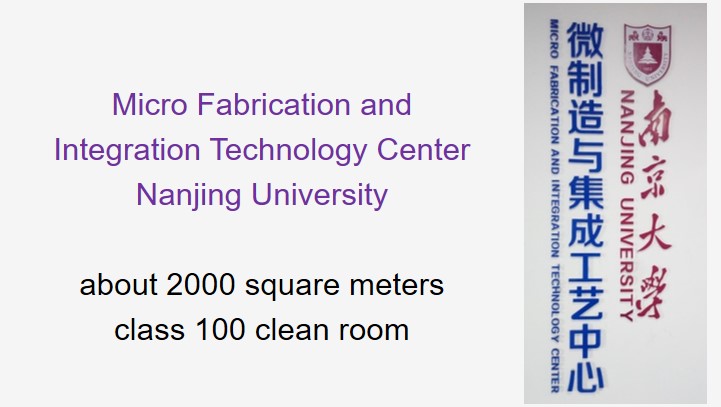 Micro Fabrication and
Integration Technology Center
Nanjing University
about 2000 square meters
class 100 clean room
微制造与集成工艺中心
MICRO FABRICATION AND INTEGRATION TECHNOLOGY CENTER
南京大学
NANJING UNIVERSITY